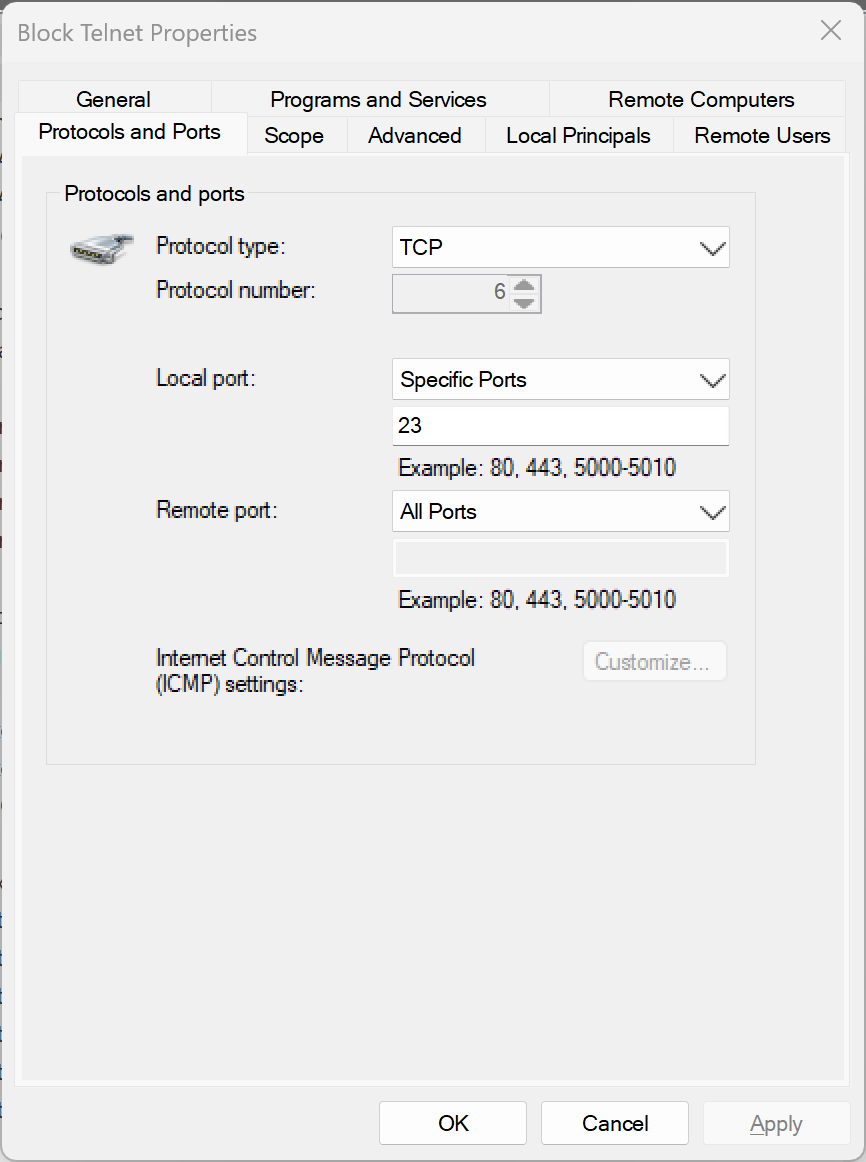 Block Telnet Properties
General
Programs and Services
Remote Computers
Protocols and Ports
Scope
Advanced
Local Principals
Remote Users
Protocols and ports
Protocol type:
TCP
Protocol number:
6
Local port:
Specific Ports
23
Example: 80, 443, 5000-5010
Remote port:
All Ports
Example: 80, 443, 5000-5010
Internet Control Message Protocol
(ICMP) settings:
Customize...
OK
Cancel
Apply